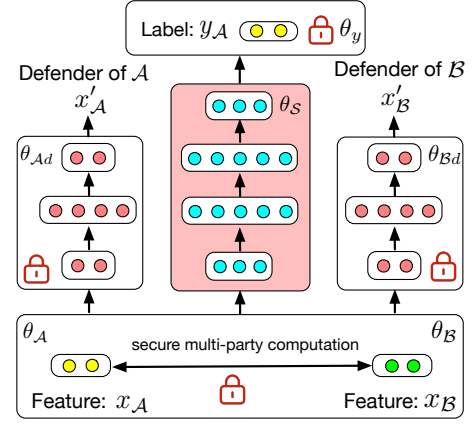 Label: y_𝒜 θ_y
Defender of 𝒜
Defender of ℬ
x'_𝒜
x'_ℬ
θ_𝒜d
θ_𝒮
θ_ℬd
θ_𝒜
θ_ℬ
secure multi-party computation
Feature: x_𝒜
Feature: x_ℬ